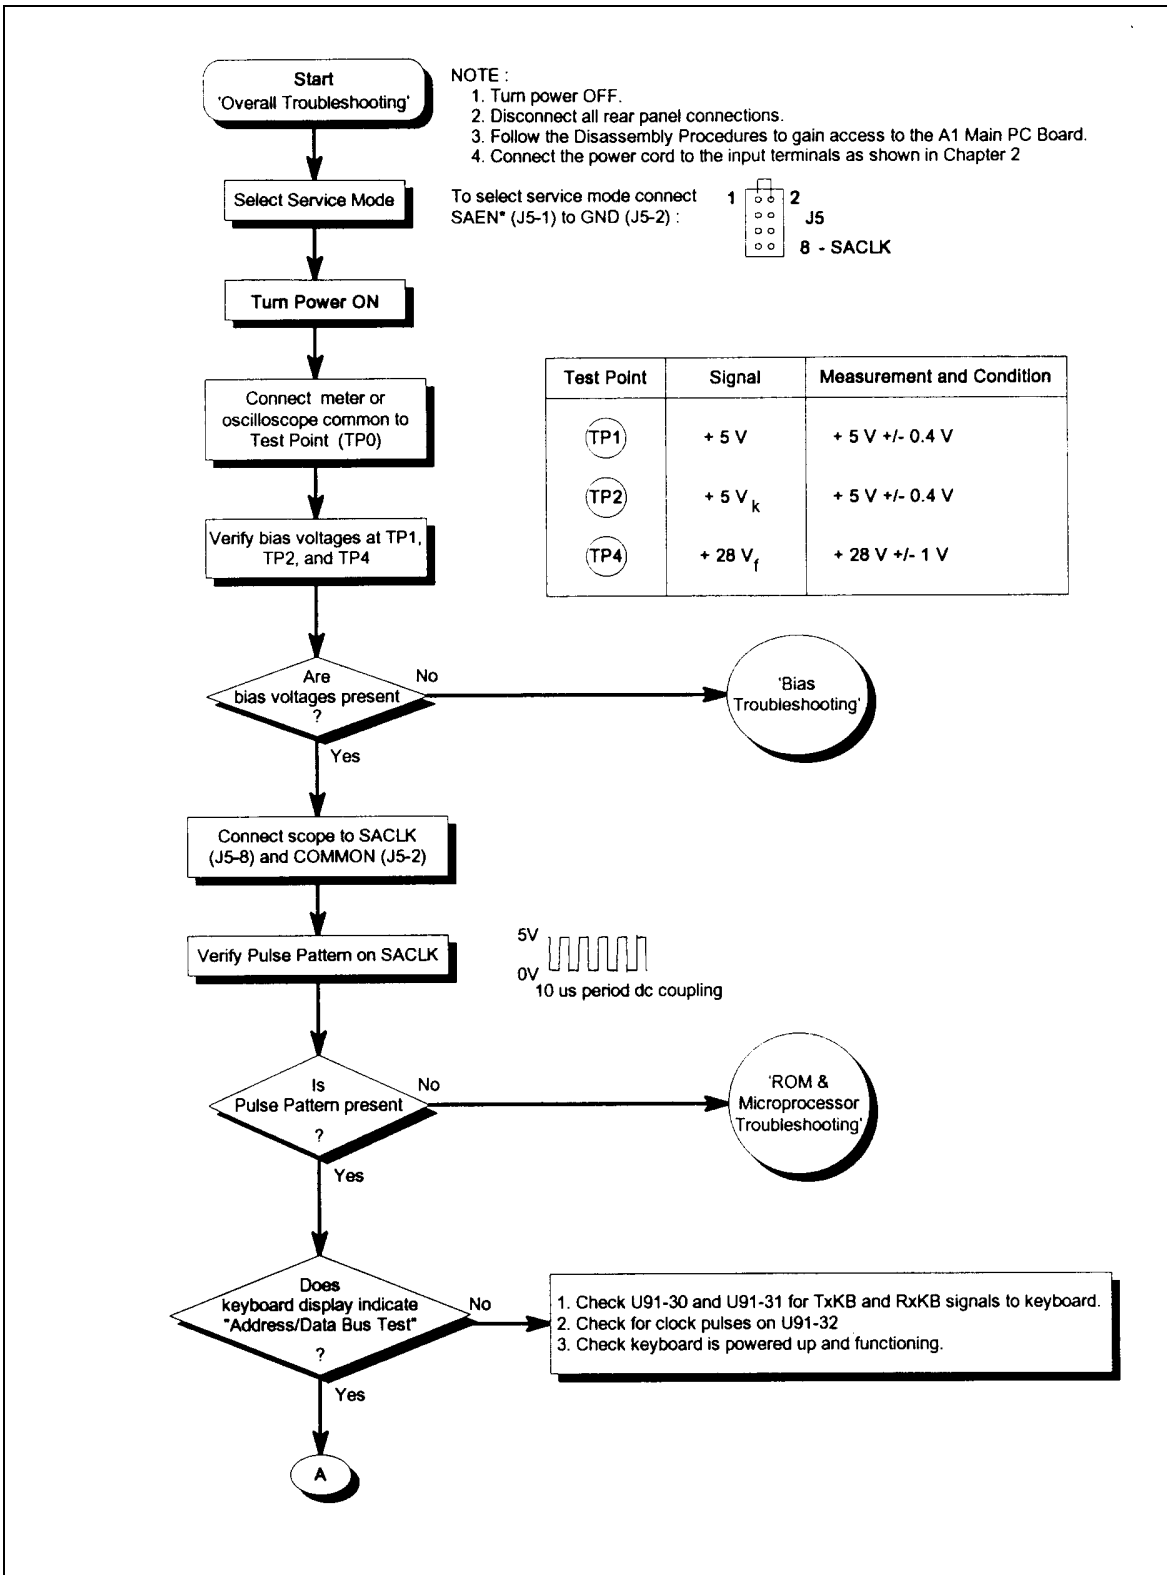 Start
'Overall Troubleshooting'
NOTE :
1. Turn power OFF.
2. Disconnect all rear panel connections.
3. Follow the Disassembly Procedures to gain access to the A1 Main PC Board.
4. Connect the power cord to the input terminals as shown in Chapter 2
Select Service Mode
To select service mode connect
SAEN* (J5-1) to GND (J5-2) :
1 2
J5
8 - SACLK
Turn Power ON
Connect meter or
oscilloscope common to
Test Point (TP0)
Test Point Signal Measurement and Condition
TP1 + 5 V + 5 V +/- 0.4 V
TP2 + 5 V k + 5 V +/- 0.4 V
TP4 + 28 V f + 28 V +/- 1 V
Verify bias voltages at TP1,
TP2, and TP4
Are
bias voltages present
?
No
'Bias
Troubleshooting'
Yes
Connect scope to SACLK
(J5-8) and COMMON (J5-2)
Verify Pulse Pattern on SACLK
5V
0V
10 us period dc coupling
Is
Pulse Pattern present
?
No
'ROM &
Microprocessor
Troubleshooting'
Yes
Does
keyboard display indicate
"Address/Data Bus Test"
?
No
1. Check U91-30 and U91-31 for TxKB and RxKB signals to keyboard.
2. Check for clock pulses on U91-32
3. Check keyboard is powered up and functioning.
Yes
A